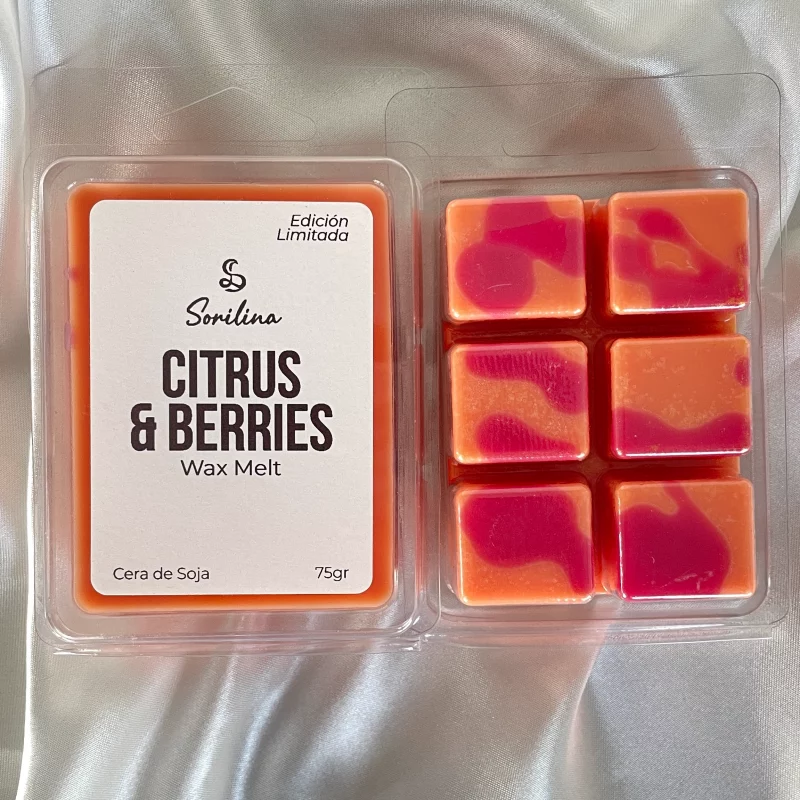 Edición
Limitada
Sorilina
CITRUS
& BERRIES
Wax Melt
Cera de Soja 75gr